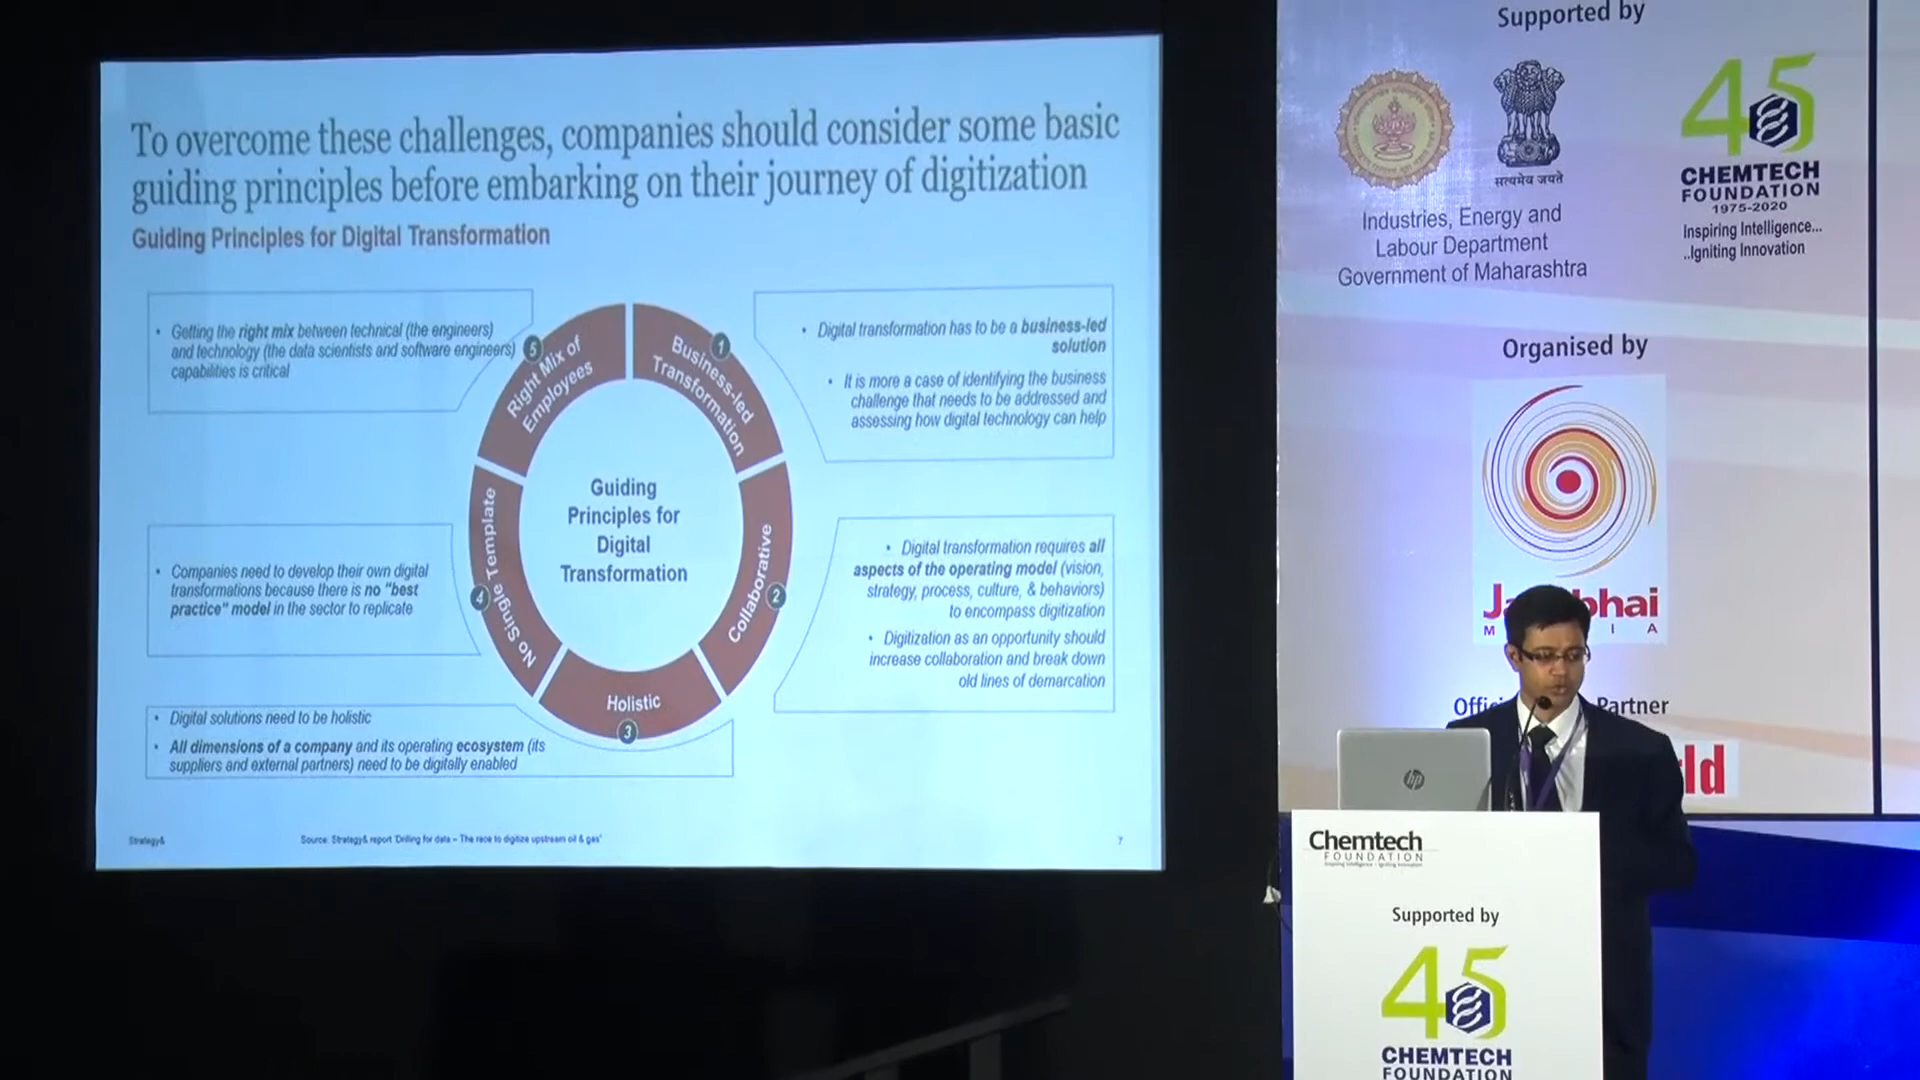 To overcome these challenges, companies should consider some basic
guiding principles before embarking on their journey of digitization
Guiding Principles for Digital Transformation
• Getting the right mix between technical (the engineers)
and technology (the data scientists and software engineers)
capabilities is critical
5
Right Mix of
Employees
1
Business-led
Transformation
• Digital transformation has to be a business-led
solution
• It is more a case of identifying the business
challenge that needs to be addressed and
assessing how digital technology can help
Guiding
Principles for
Digital
Transformation
• Companies need to develop their own digital
transformations because there is no "best
practice" model in the sector to replicate
4
No Single Template
2
Collaborative
• Digital transformation requires all
aspects of the operating model (vision,
strategy, process, culture, & behaviors)
to encompass digitization
• Digitization as an opportunity should
increase collaboration and break down
old lines of demarcation
Holistic
3
• Digital solutions need to be holistic
• All dimensions of a company and its operating ecosystem (its
suppliers and external partners) need to be digitally enabled
Strategy&
Source: Strategy& report 'Drilling for data – The race to digitize upstream oil & gas'
7
Supported by
सत्यमेव जयते
Industries, Energy and
Labour Department
Government of Maharashtra
45
CHEMTECH
FOUNDATION
1975-2020
Inspiring Intelligence...
..Igniting Innovation
Organised by
bhai
M I A
Partner
ld
hp
Chemtech
FOUNDATION
Supported by
45
CHEMTECH
FOUNDATION